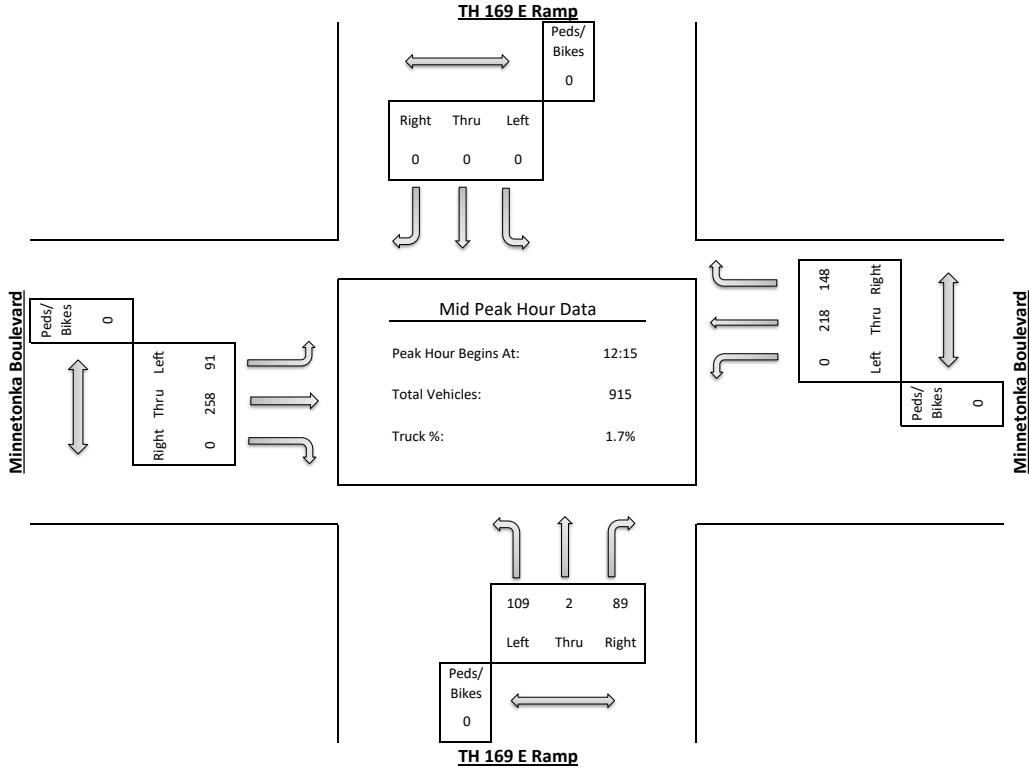 TH 169 E Ramp
Peds/
Bikes
0
Right Thru Left
0 0 0
Minnetonka Boulevard
Peds/
Bikes
0
Left 91
Thru 258
Right 0
Mid Peak Hour Data
Peak Hour Begins At: 12:15
Total Vehicles: 915
Truck %: 1.7%
148 Right
218 Thru
0 Left
Peds/
Bikes
0
Minnetonka Boulevard
109 2 89
Left Thru Right
Peds/
Bikes
0
TH 169 E Ramp